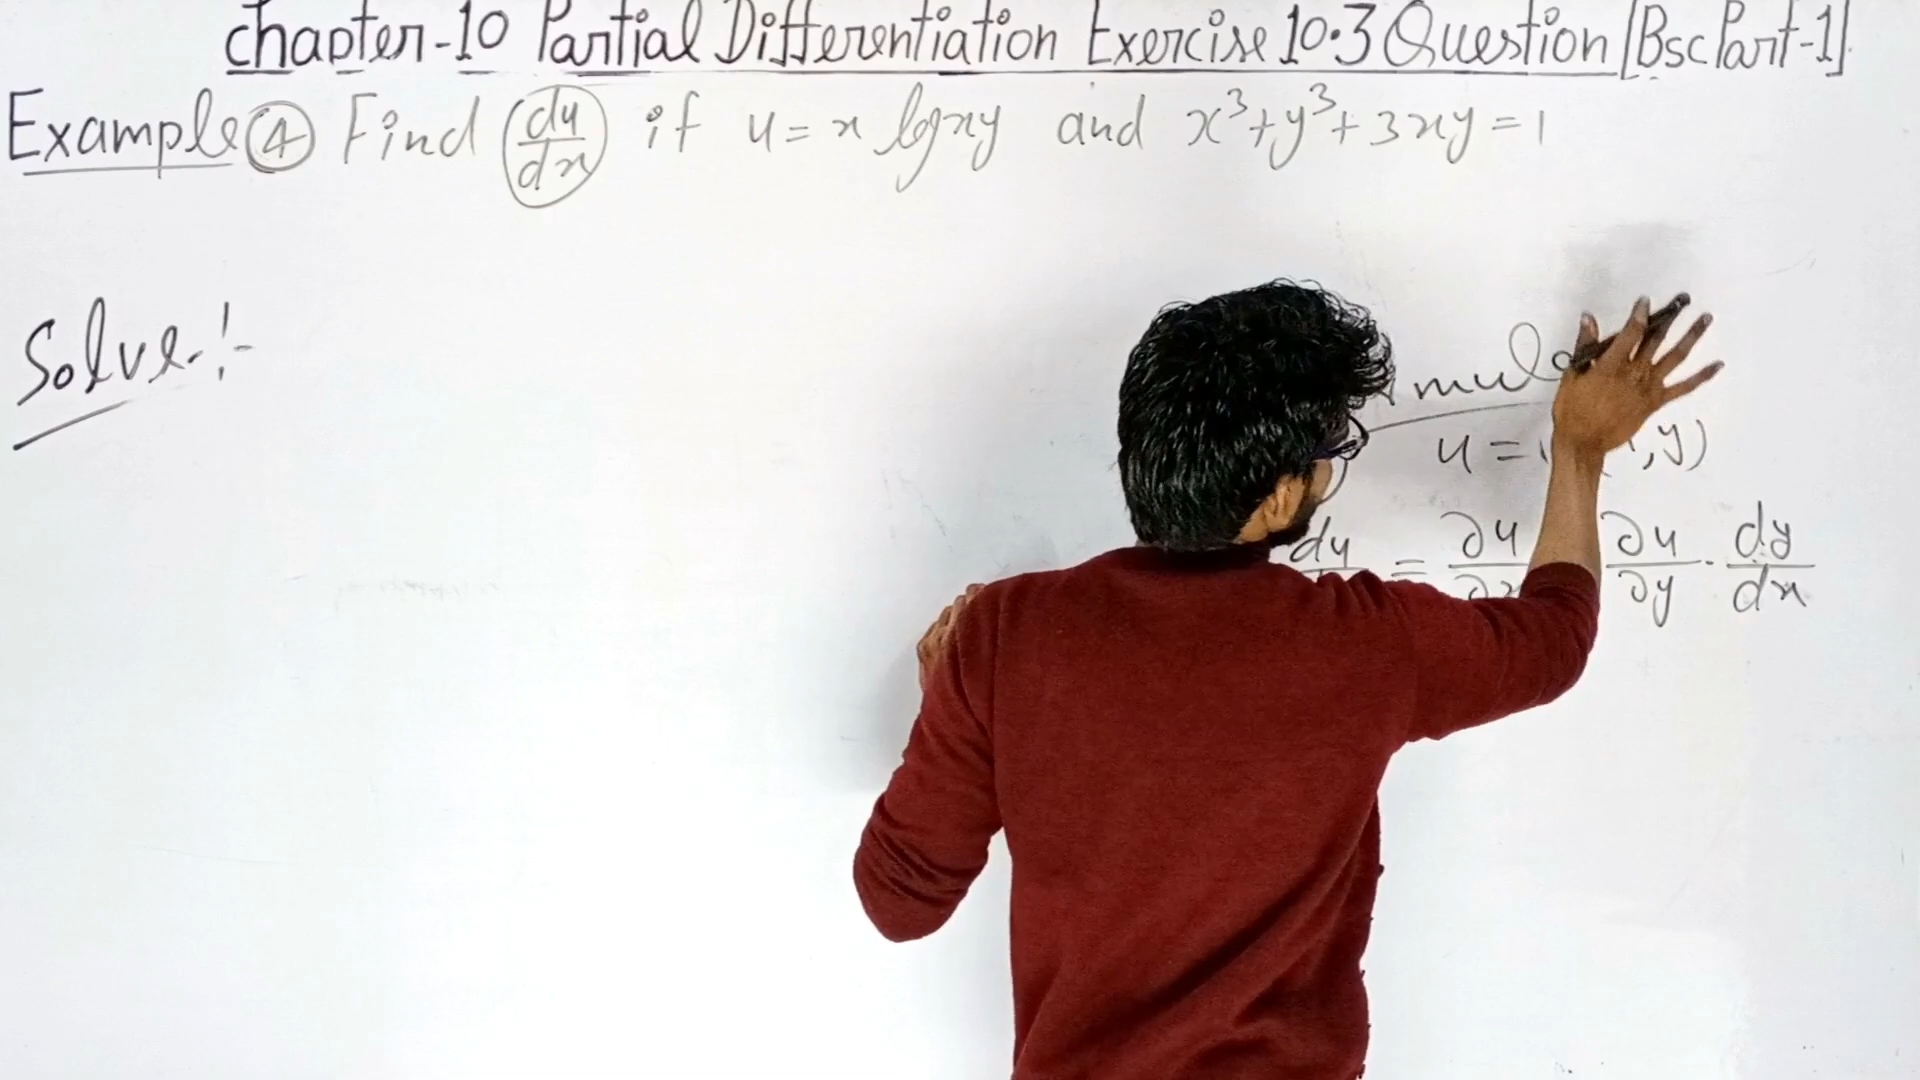 Chapter-10 Partial Differentiation Exercise 10.3 Question [Bsc Part-1]
Example ④ Find (du/dx) if u = x log xy and x³+y³+3xy=1
Solve:-
u = ,y)
du = ∂u/∂x ∂u/∂y · dy/dx